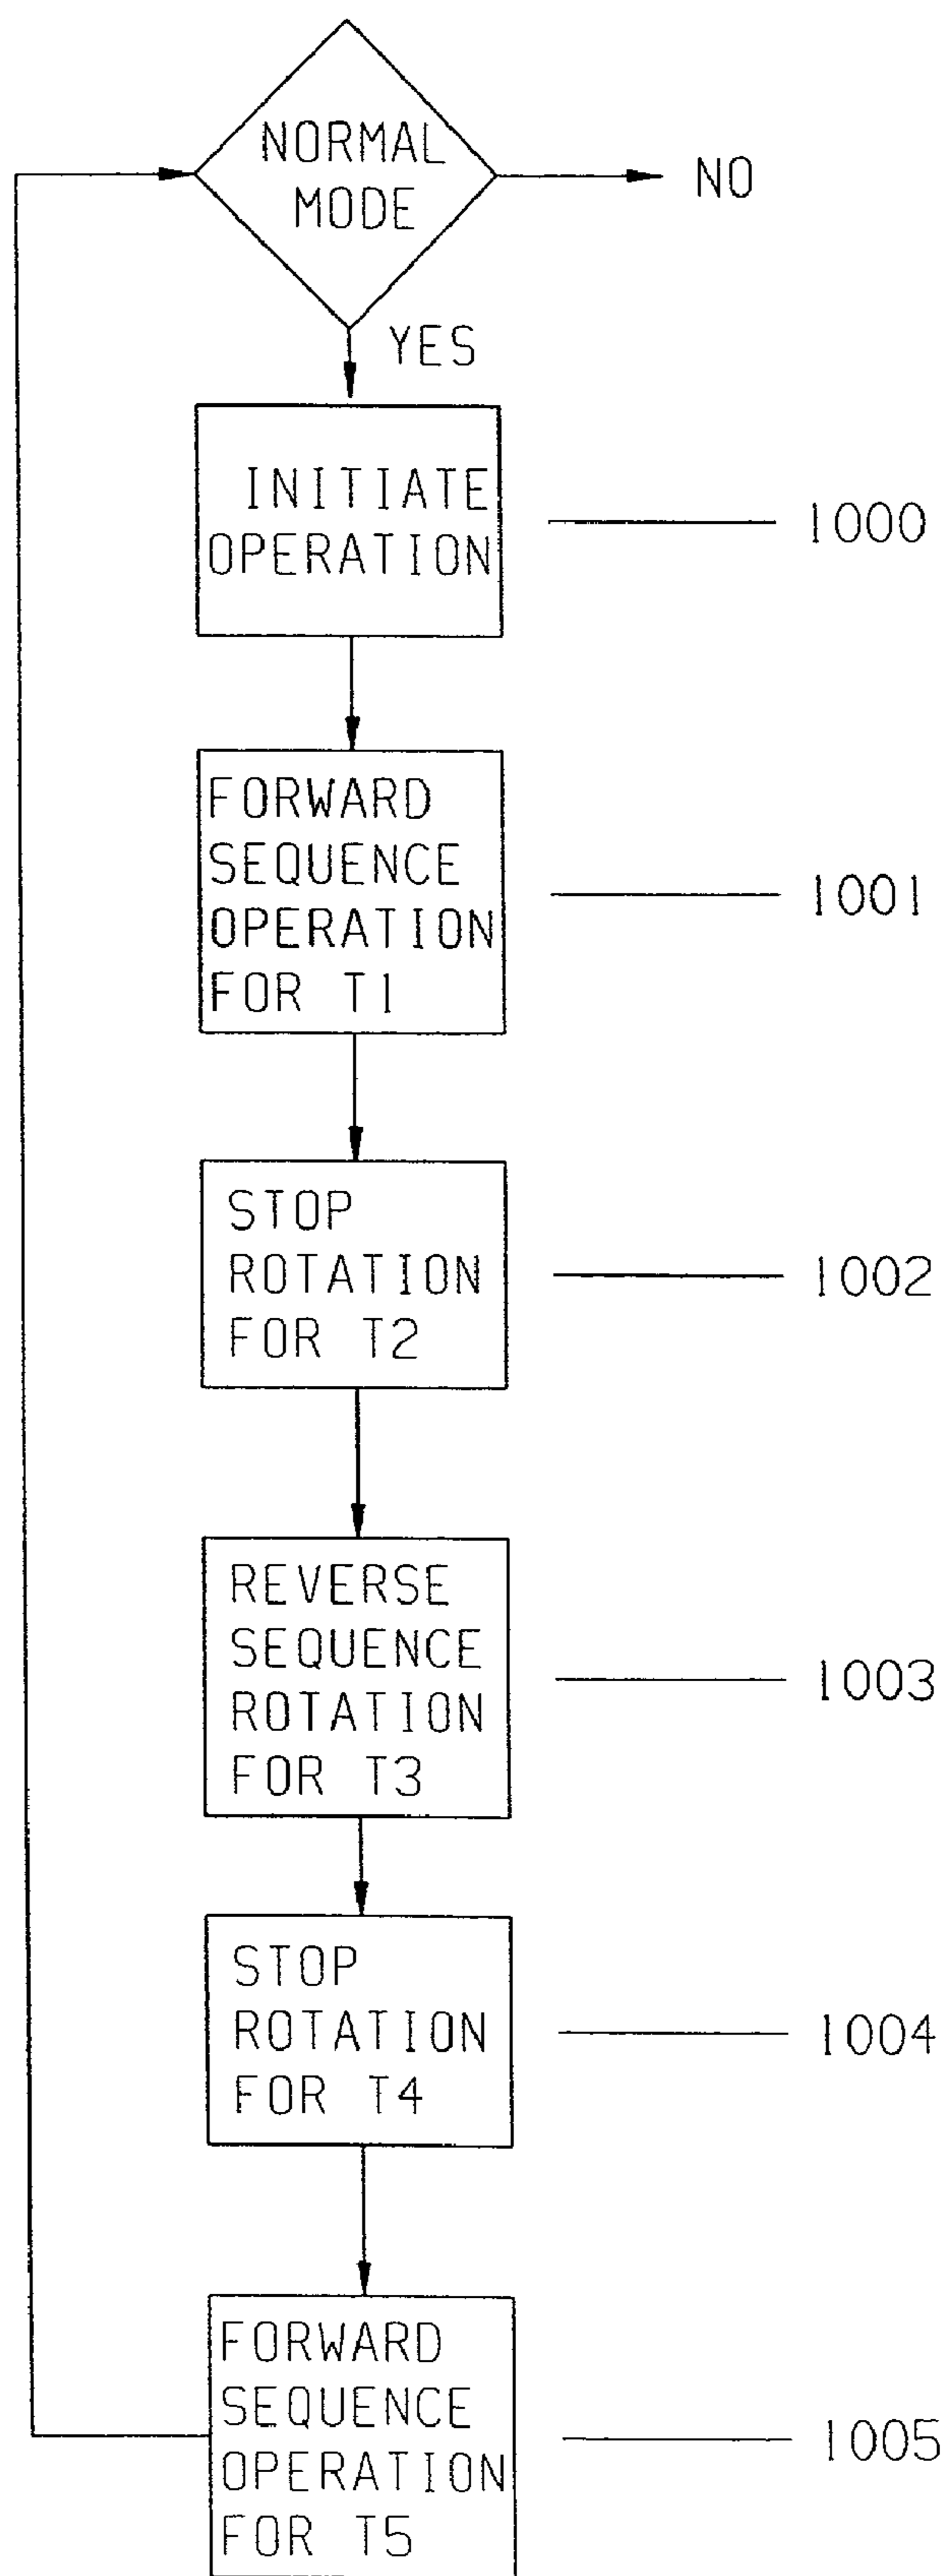 NORMAL
MODE
NO
YES
INITIATE
OPERATION
1000
FORWARD
SEQUENCE
OPERATION
FOR T1
1001
STOP
ROTATION
FOR T2
1002
REVERSE
SEQUENCE
ROTATION
FOR T3
1003
STOP
ROTATION
FOR T4
1004
FORWARD
SEQUENCE
OPERATION
FOR T5
1005